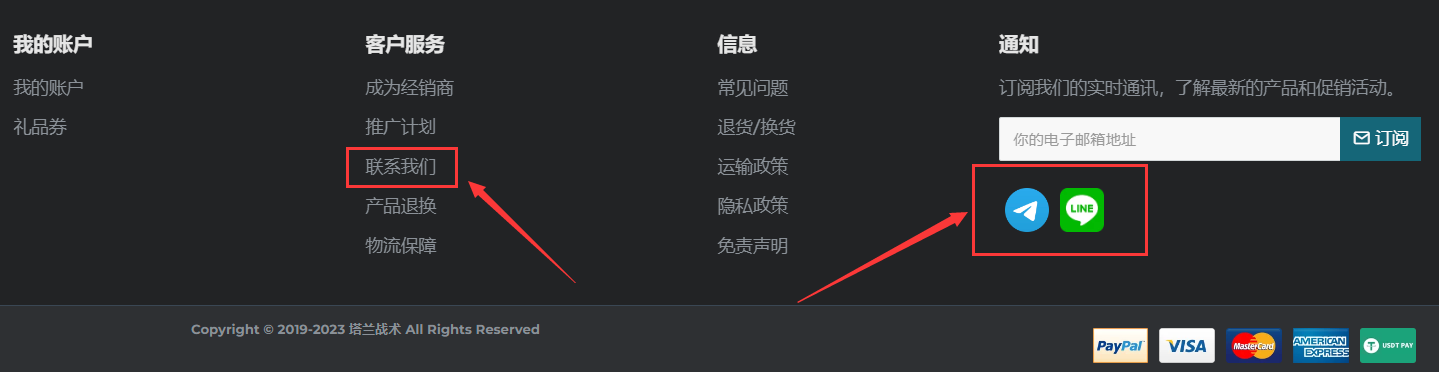 我的账户
我的账户
礼品券
客户服务
成为经销商
推广计划
联系我们
产品退换
物流保障
信息
常见问题
退货/换货
运输政策
隐私政策
免责声明
通知
订阅我们的实时通讯，了解最新的产品和促销活动。
你的电子邮箱地址
订阅
LINE
Copyright © 2019-2023 塔兰战术 All Rights Reserved
PayPal
VISA
MasterCard
AMERICAN EXPRESS
USDT PAY